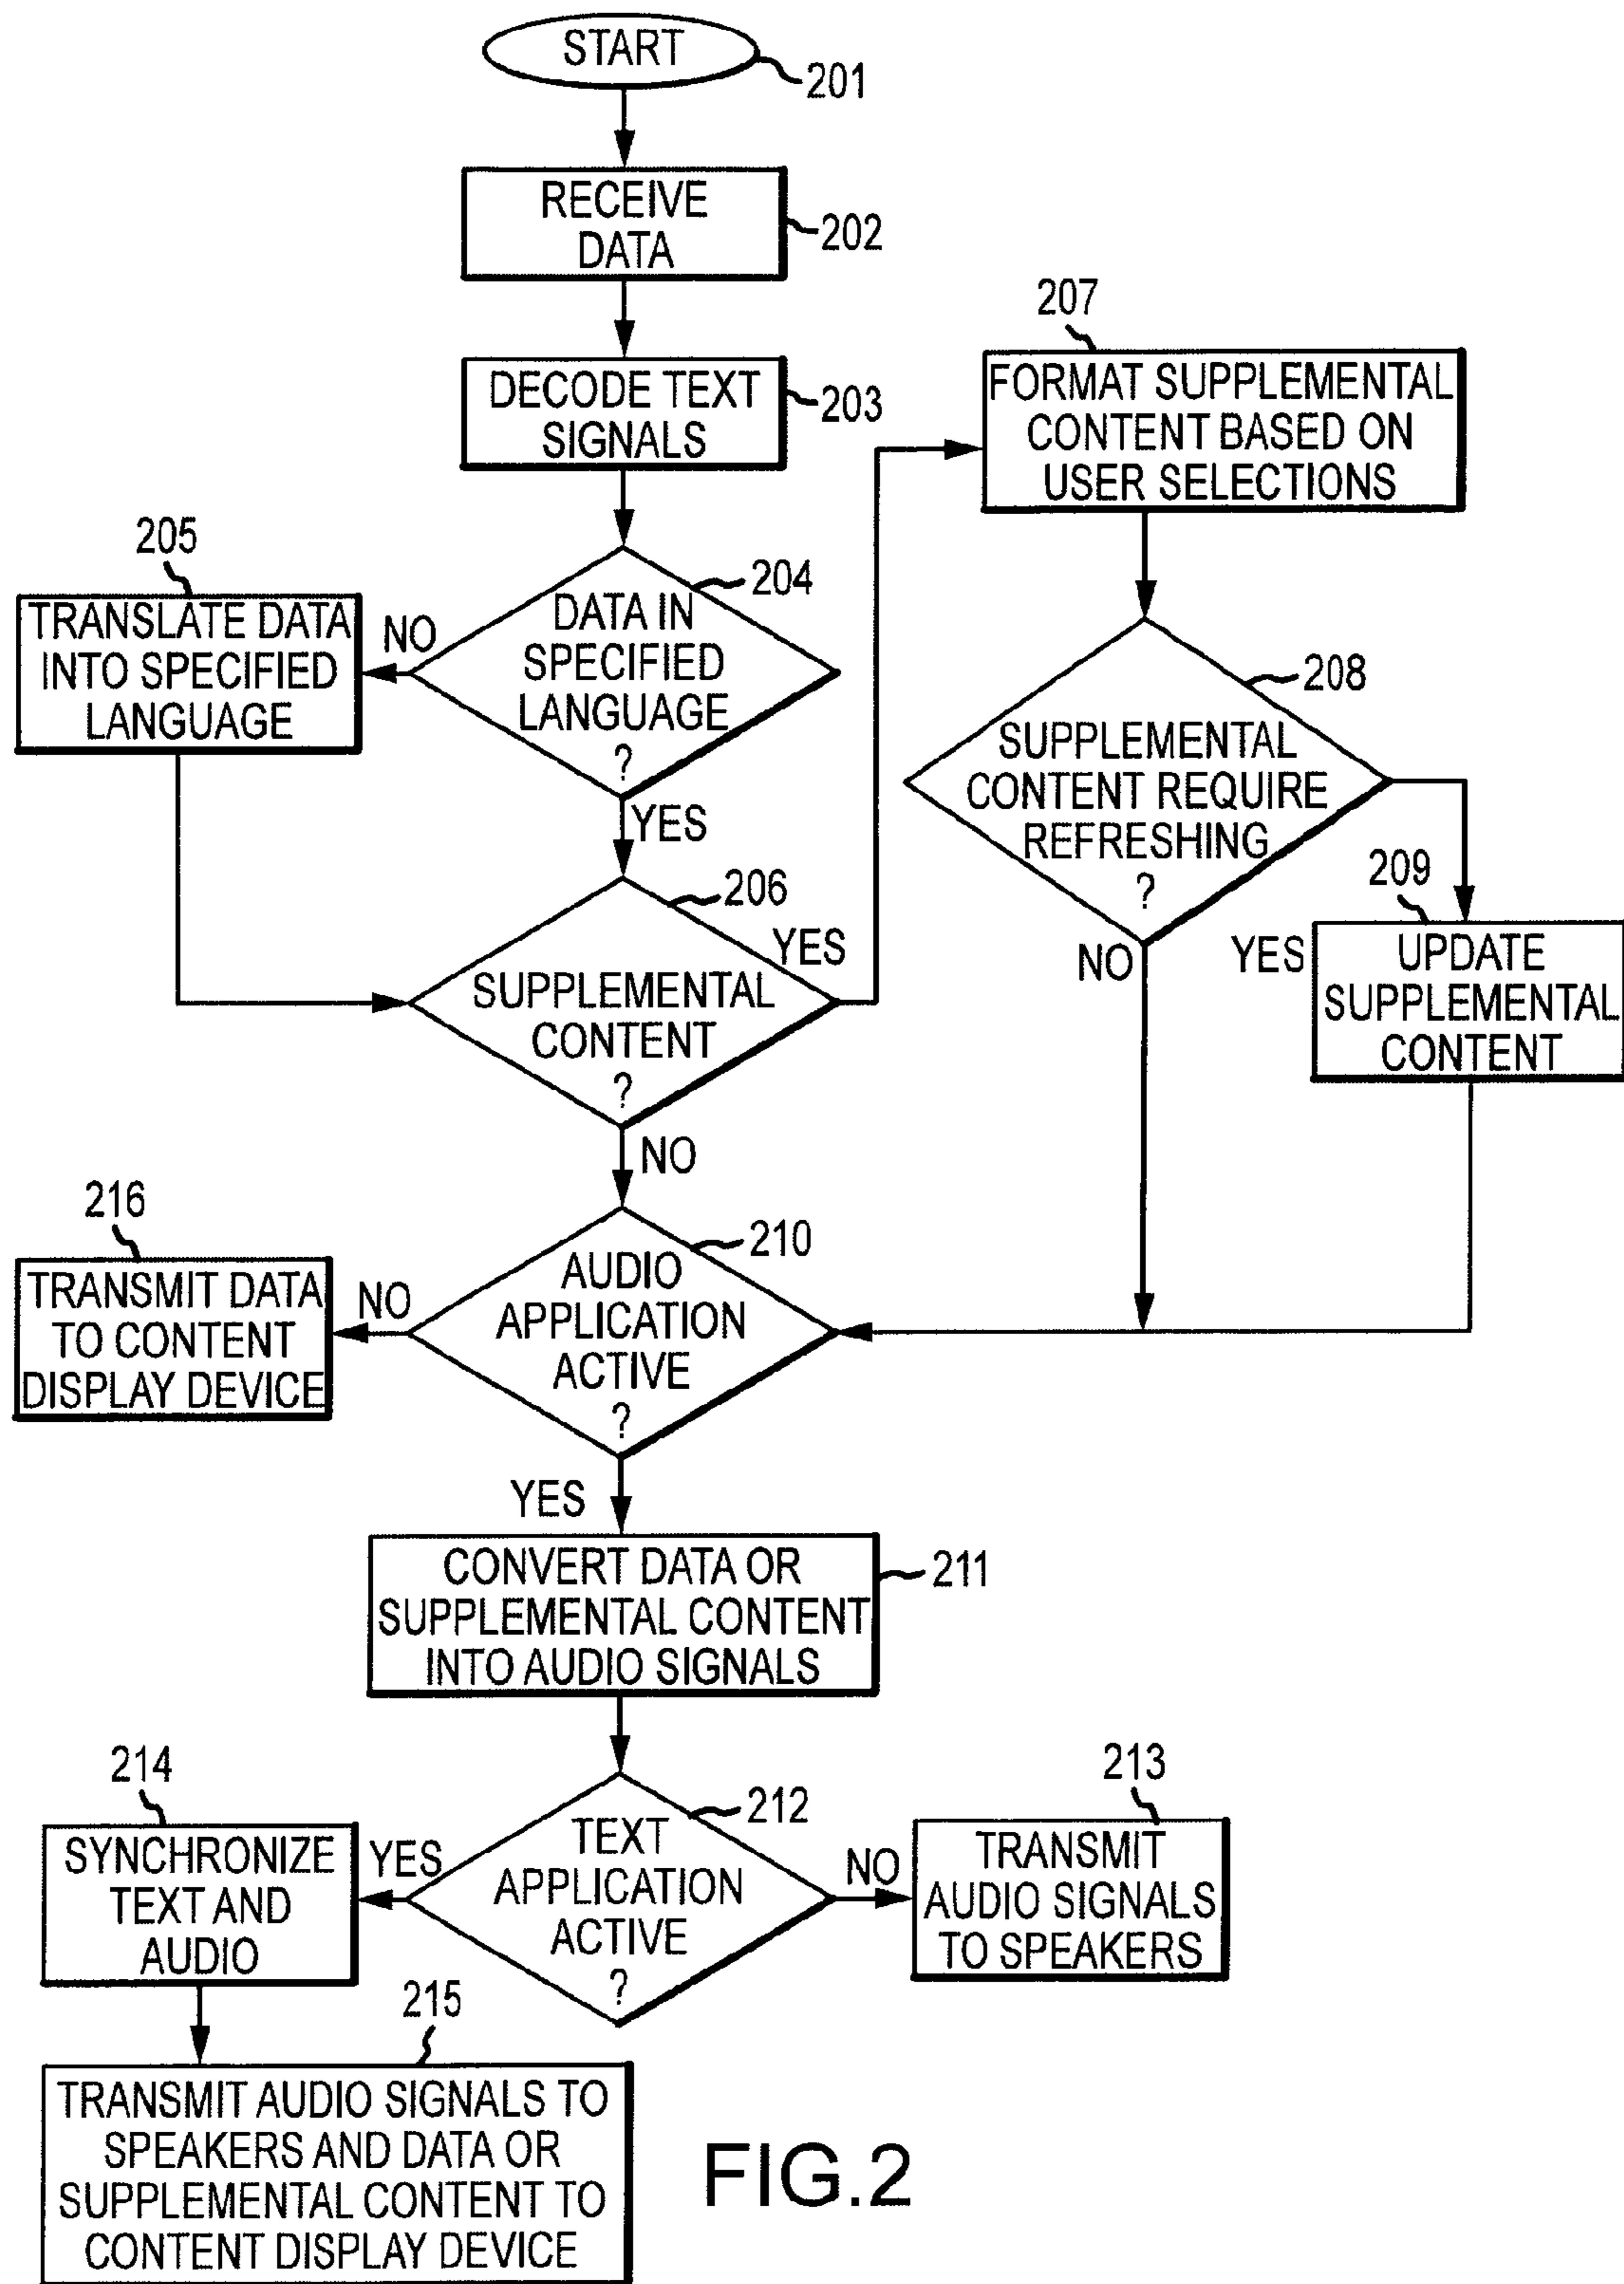 START
201
RECEIVE
DATA
202
DECODE TEXT
SIGNALS
203
207
FORMAT SUPPLEMENTAL
CONTENT BASED ON
USER SELECTIONS
205
TRANSLATE DATA
INTO SPECIFIED
LANGUAGE
NO
204
DATA IN
SPECIFIED
LANGUAGE
?
YES
208
SUPPLEMENTAL
CONTENT REQUIRE
REFRESHING
?
NO
YES
209
UPDATE
SUPPLEMENTAL
CONTENT
206
YES
SUPPLEMENTAL
CONTENT
?
NO
216
TRANSMIT DATA
TO CONTENT
DISPLAY DEVICE
NO
210
AUDIO
APPLICATION
ACTIVE
?
YES
CONVERT DATA OR
SUPPLEMENTAL CONTENT
INTO AUDIO SIGNALS
211
214
SYNCHRONIZE
TEXT AND
AUDIO
YES
212
TEXT
APPLICATION
ACTIVE
?
NO
213
TRANSMIT
AUDIO SIGNALS
TO SPEAKERS
215
TRANSMIT AUDIO SIGNALS TO
SPEAKERS AND DATA OR
SUPPLEMENTAL CONTENT TO
CONTENT DISPLAY DEVICE
FIG.2